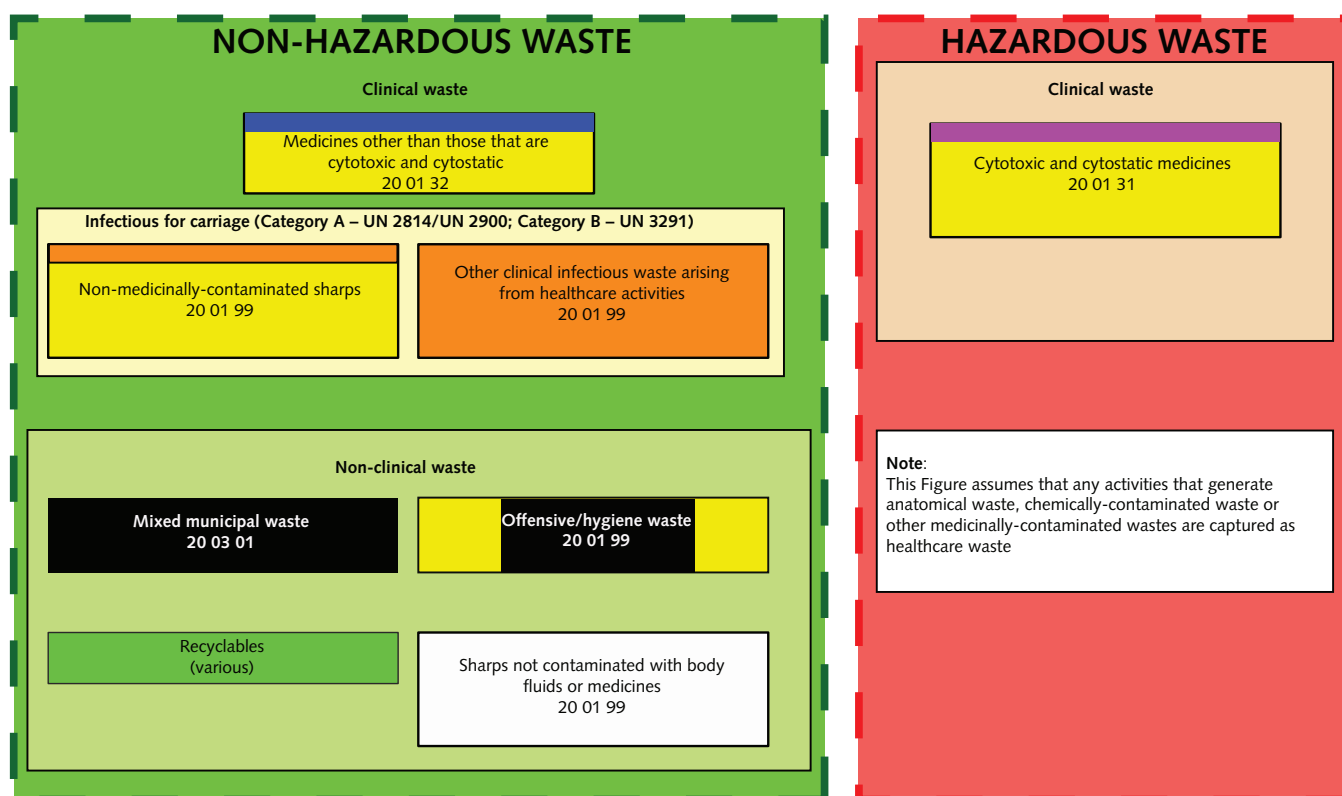 NON-HAZARDOUS WASTE
Clinical waste
Medicines other than those that are
cytotoxic and cytostatic
20 01 32
Infectious for carriage (Category A – UN 2814/UN 2900; Category B – UN 3291)
Non-medicinally-contaminated sharps
20 01 99
Other clinical infectious waste arising
from healthcare activities
20 01 99
Non-clinical waste
Mixed municipal waste
20 03 01
Offensive/hygiene waste
20 01 99
Recyclables
(various)
Sharps not contaminated with body
fluids or medicines
20 01 99
HAZARDOUS WASTE
Clinical waste
Cytotoxic and cytostatic medicines
20 01 31
Note:
This Figure assumes that any activities that generate
anatomical waste, chemically-contaminated waste or
other medicinally-contaminated wastes are captured as
healthcare waste